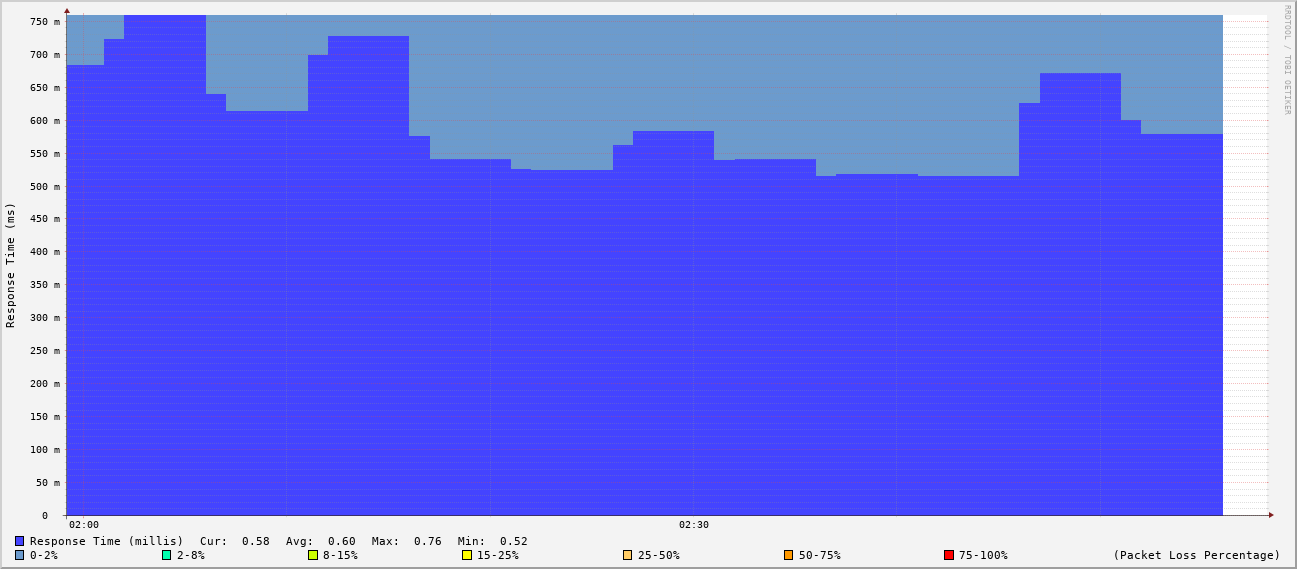 RRDTOOL / TOBI OETIKER
Response Time (ms)
750 m
700 m
650 m
600 m
550 m
500 m
450 m
400 m
350 m
300 m
250 m
200 m
150 m
100 m
50 m
0
02:00 02:30
Response Time (millis) Cur: 0.58 Avg: 0.60 Max: 0.76 Min: 0.52
0-2% 2-8% 8-15% 15-25% 25-50% 50-75% 75-100% (Packet Loss Percentage)